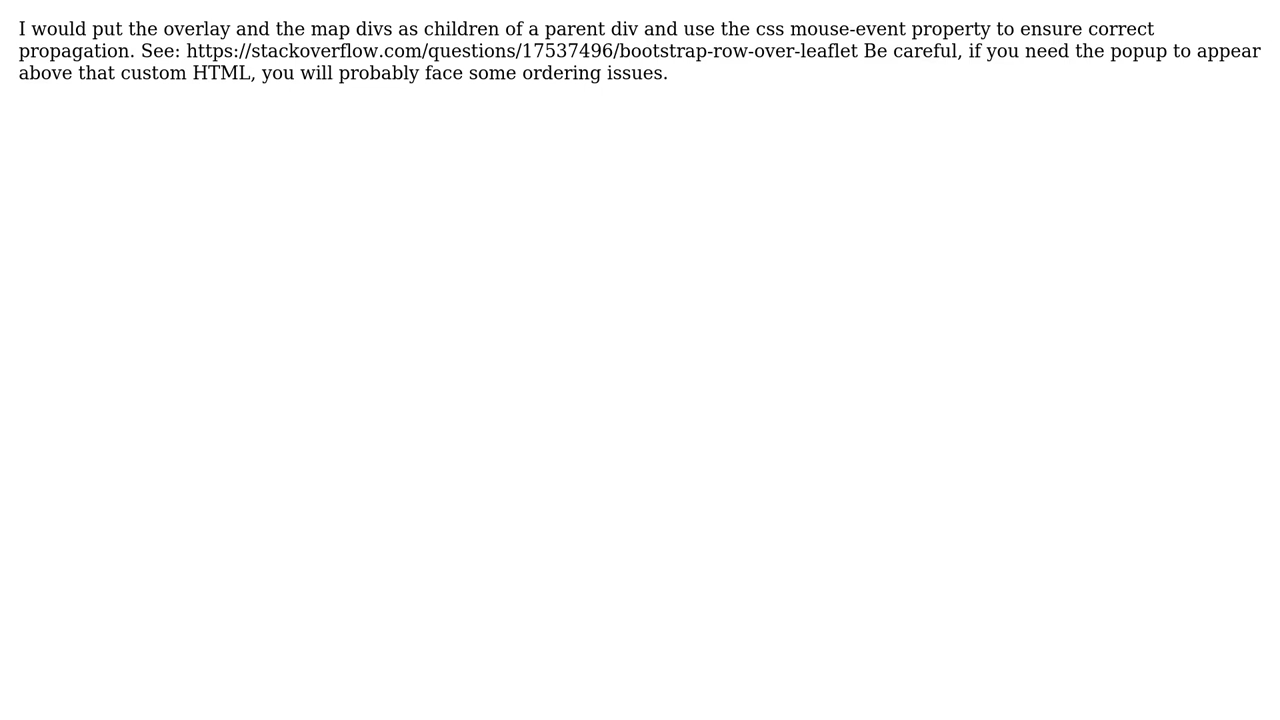 I would put the overlay and the map divs as children of a parent div and use the css mouse-event property to ensure correct
propagation. See: https://stackoverflow.com/questions/17537496/bootstrap-row-over-leaflet Be careful, if you need the popup to appear
above that custom HTML, you will probably face some ordering issues.